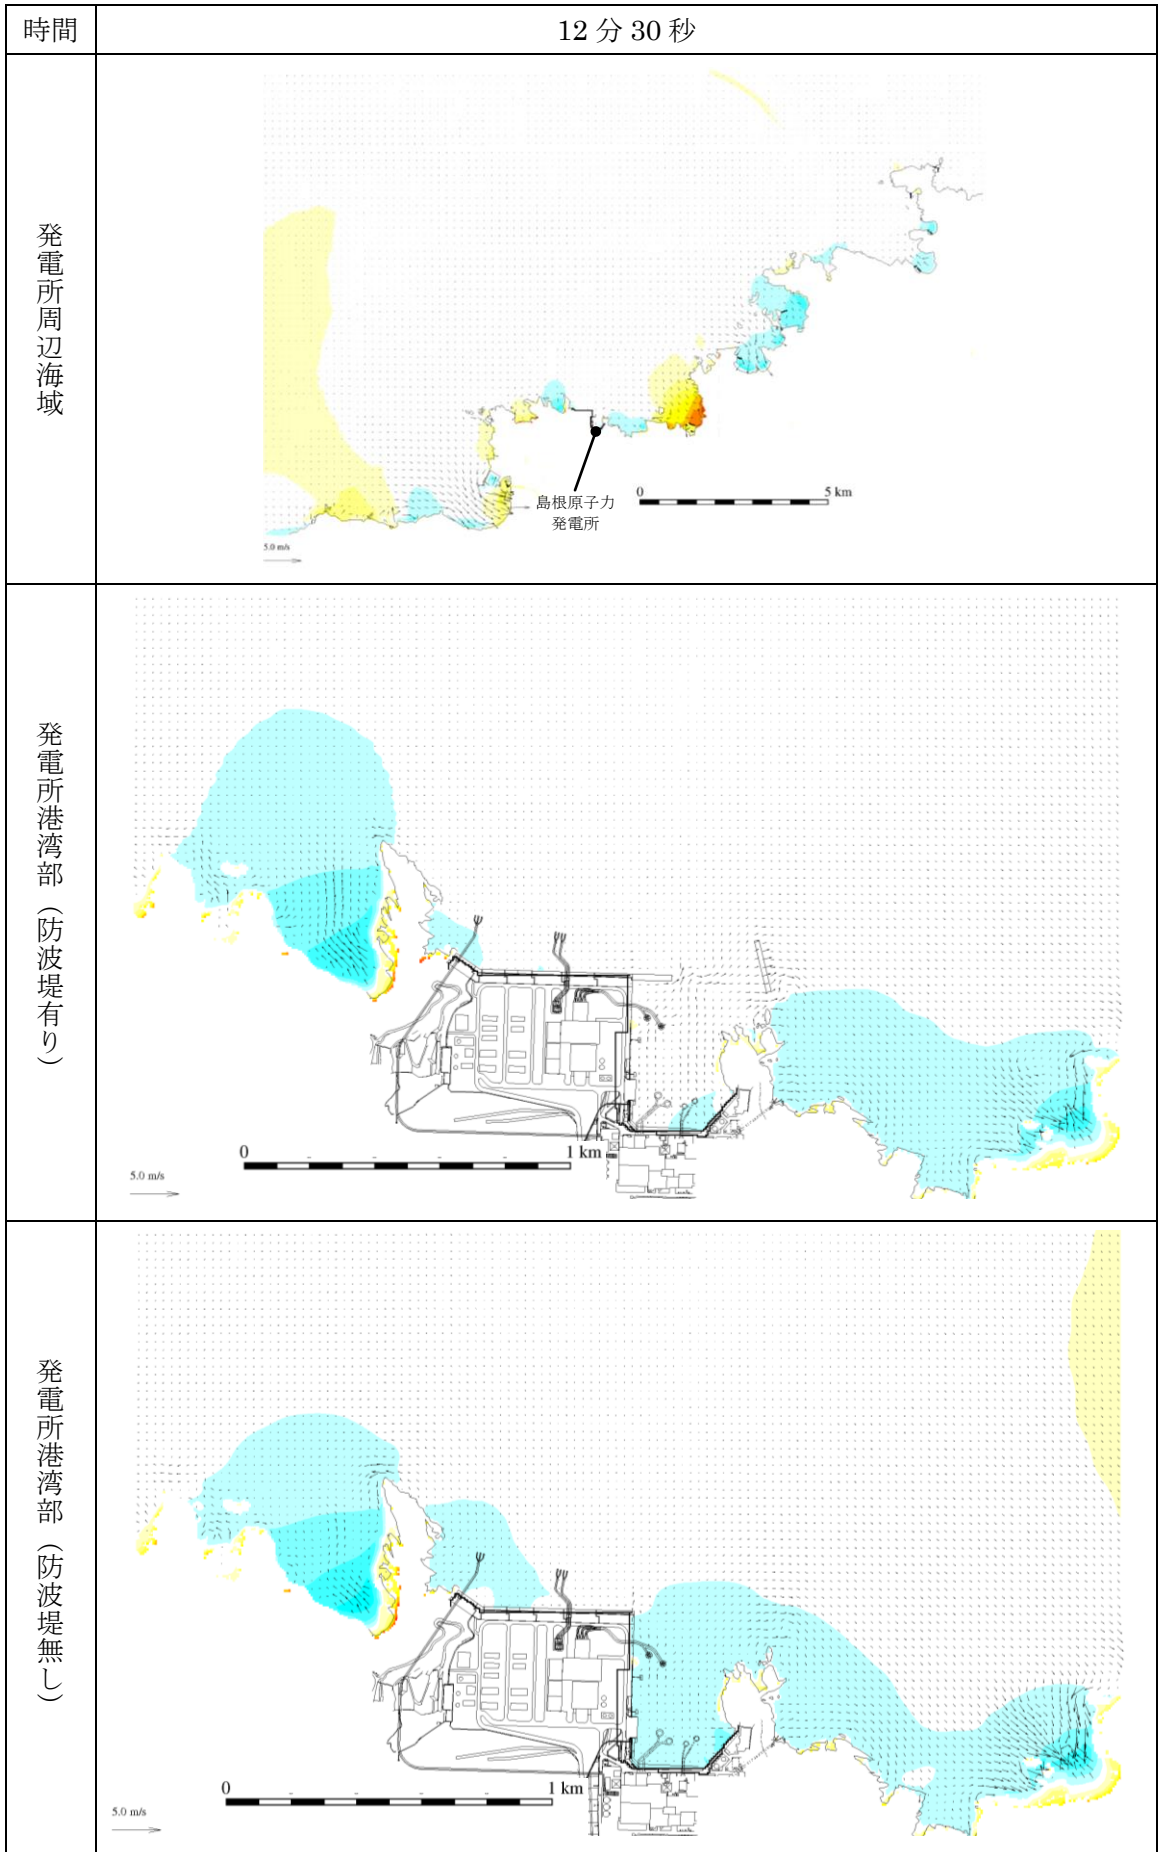 時間
12分30秒
発電所周辺海域
島根原子力
発電所
0 5 km
5.0 m/s
発電所港湾部（防波堤有り）
0 1 km
5.0 m/s
発電所港湾部（防波堤無し）
0 1 km
5.0 m/s